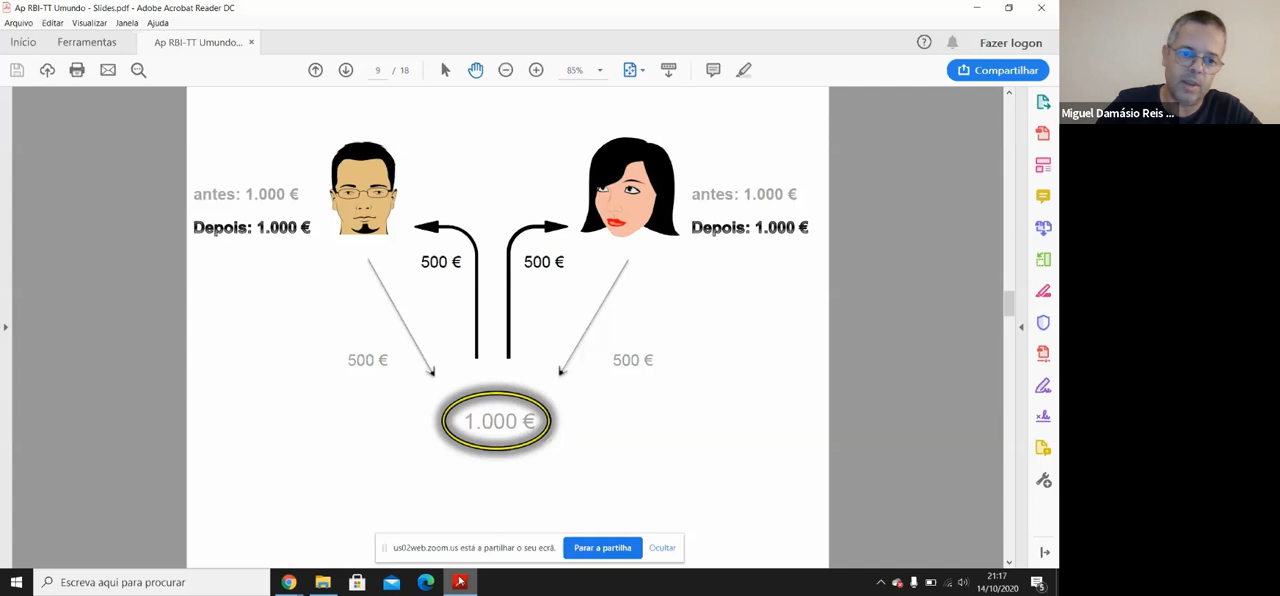 Ap RBI-TT Umundo - Slides.pdf - Adobe Acrobat Reader DC
Arquivo Editar Visualizar Janela Ajuda
Início Ferramentas Ap RBI-TT Umundo... × Fazer logon
9 / 18 85% Compartilhar
Miguel Damásio Reis ...
antes: 1.000 € antes: 1.000 €
Depois: 1.000 € Depois: 1.000 €
500 € 500 €
500 € 500 €
1.000 €
us02web.zoom.us está a partilhar o seu ecrã. Parar a partilha Ocultar
Escreva aqui para procurar
21:17
14/10/2020
5